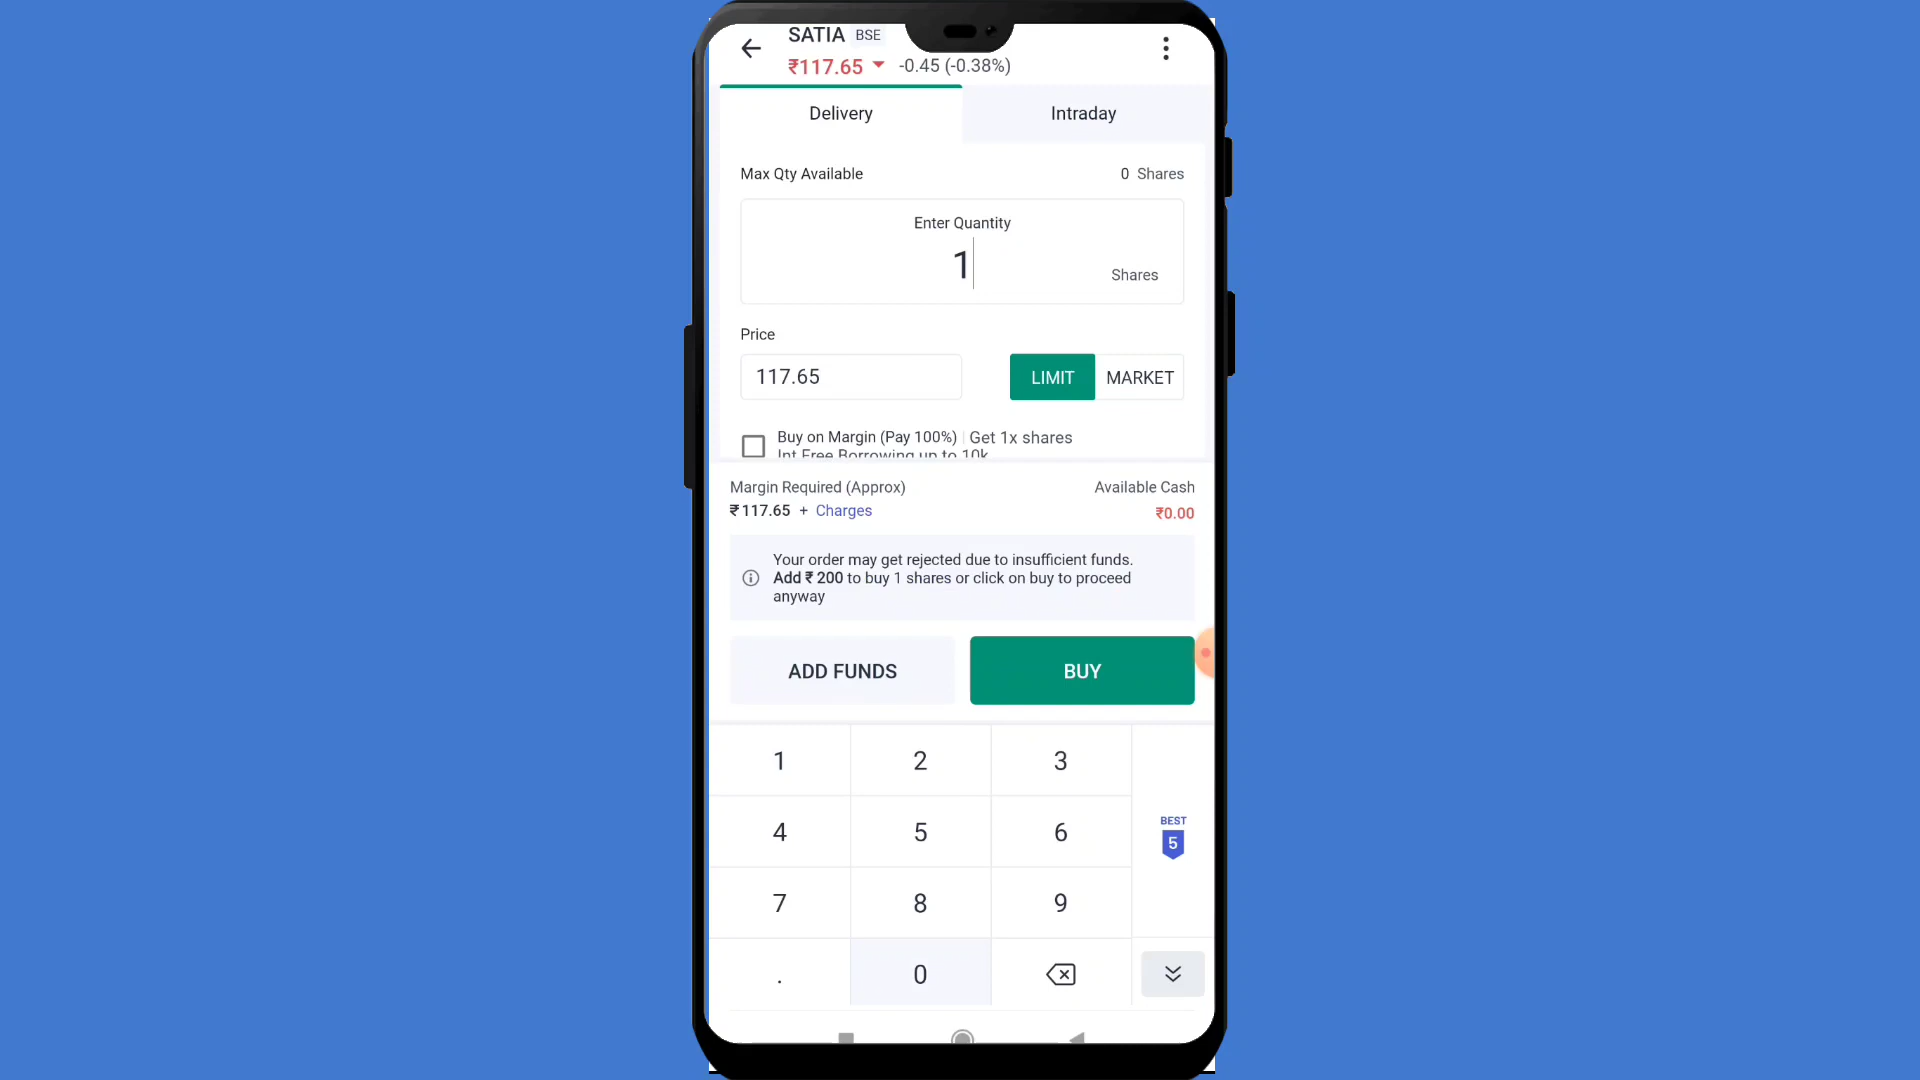 SATIA BSE
₹117.65 -0.45 (-0.38%)
Delivery Intraday
Max Qty Available 0 Shares
Enter Quantity
1
Shares
Price
117.65 LIMIT MARKET
Buy on Margin (Pay 100%) Get 1x shares
Int Free Borrowing up to 10k
Margin Required (Approx) Available Cash
₹117.65 + Charges ₹0.00
Your order may get rejected due to insufficient funds.
Add ₹ 200 to buy 1 shares or click on buy to proceed
anyway
ADD FUNDS BUY
1 2 3
BEST
4 5 6 5
7 8 9
. 0